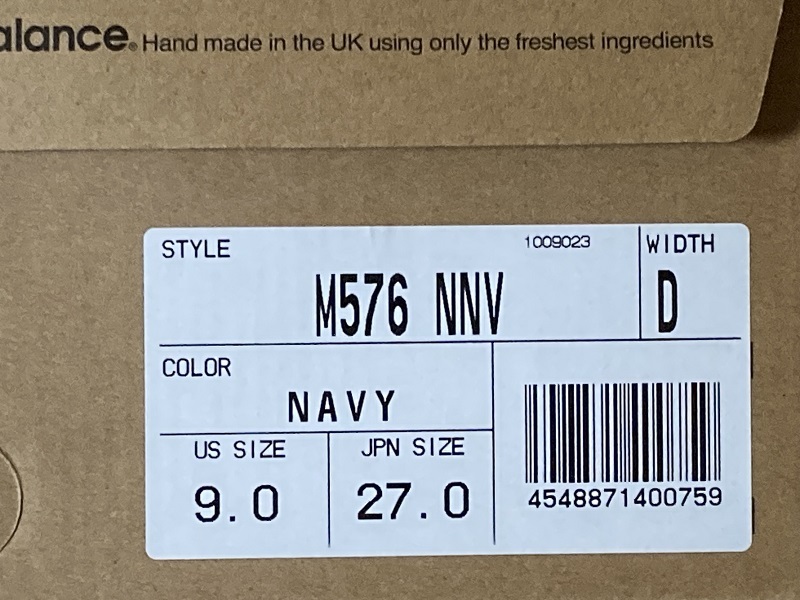 alance® Hand made in the UK using only the freshest ingredients
STYLE 1009023 WIDTH
M576 NNV D
COLOR
NAVY
US SIZE JPN SIZE
9.0 27.0
4548871400759